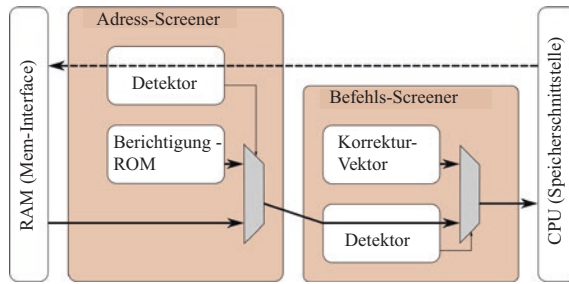 Adress-Screener
Detektor
Befehls-Screener
Berichtigung -
ROM
Korrektur-
Vektor
Detektor
RAM (Mem-Interface)
CPU (Speicherschnittstelle)